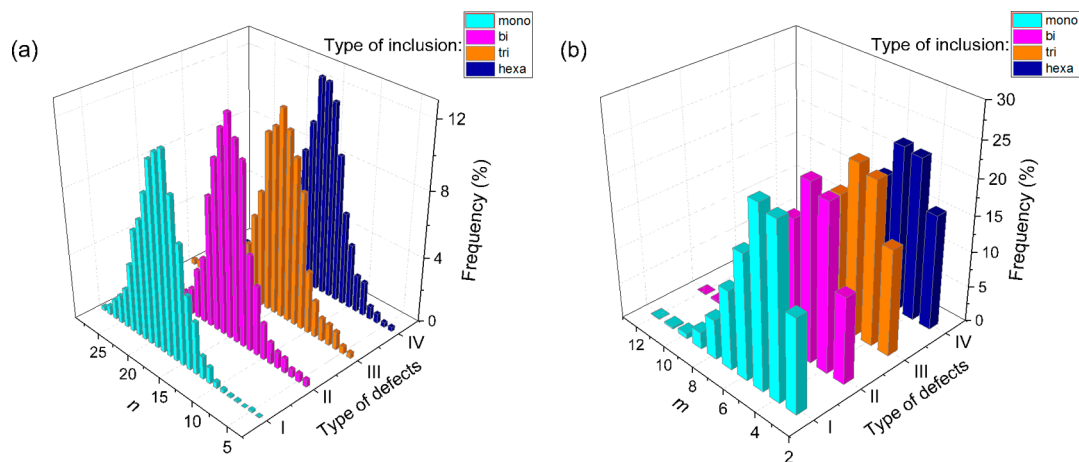 (a)
Type of inclusion:
mono
bi
tri
hexa
12
8
4
0
Frequency (%)
25
20
15
10
5
n
I
II
III
IV
Type of defects
(b)
Type of inclusion:
mono
bi
tri
hexa
30
25
20
15
10
5
0
Frequency (%)
12
10
8
6
4
2
m
I
II
III
IV
Type of defects